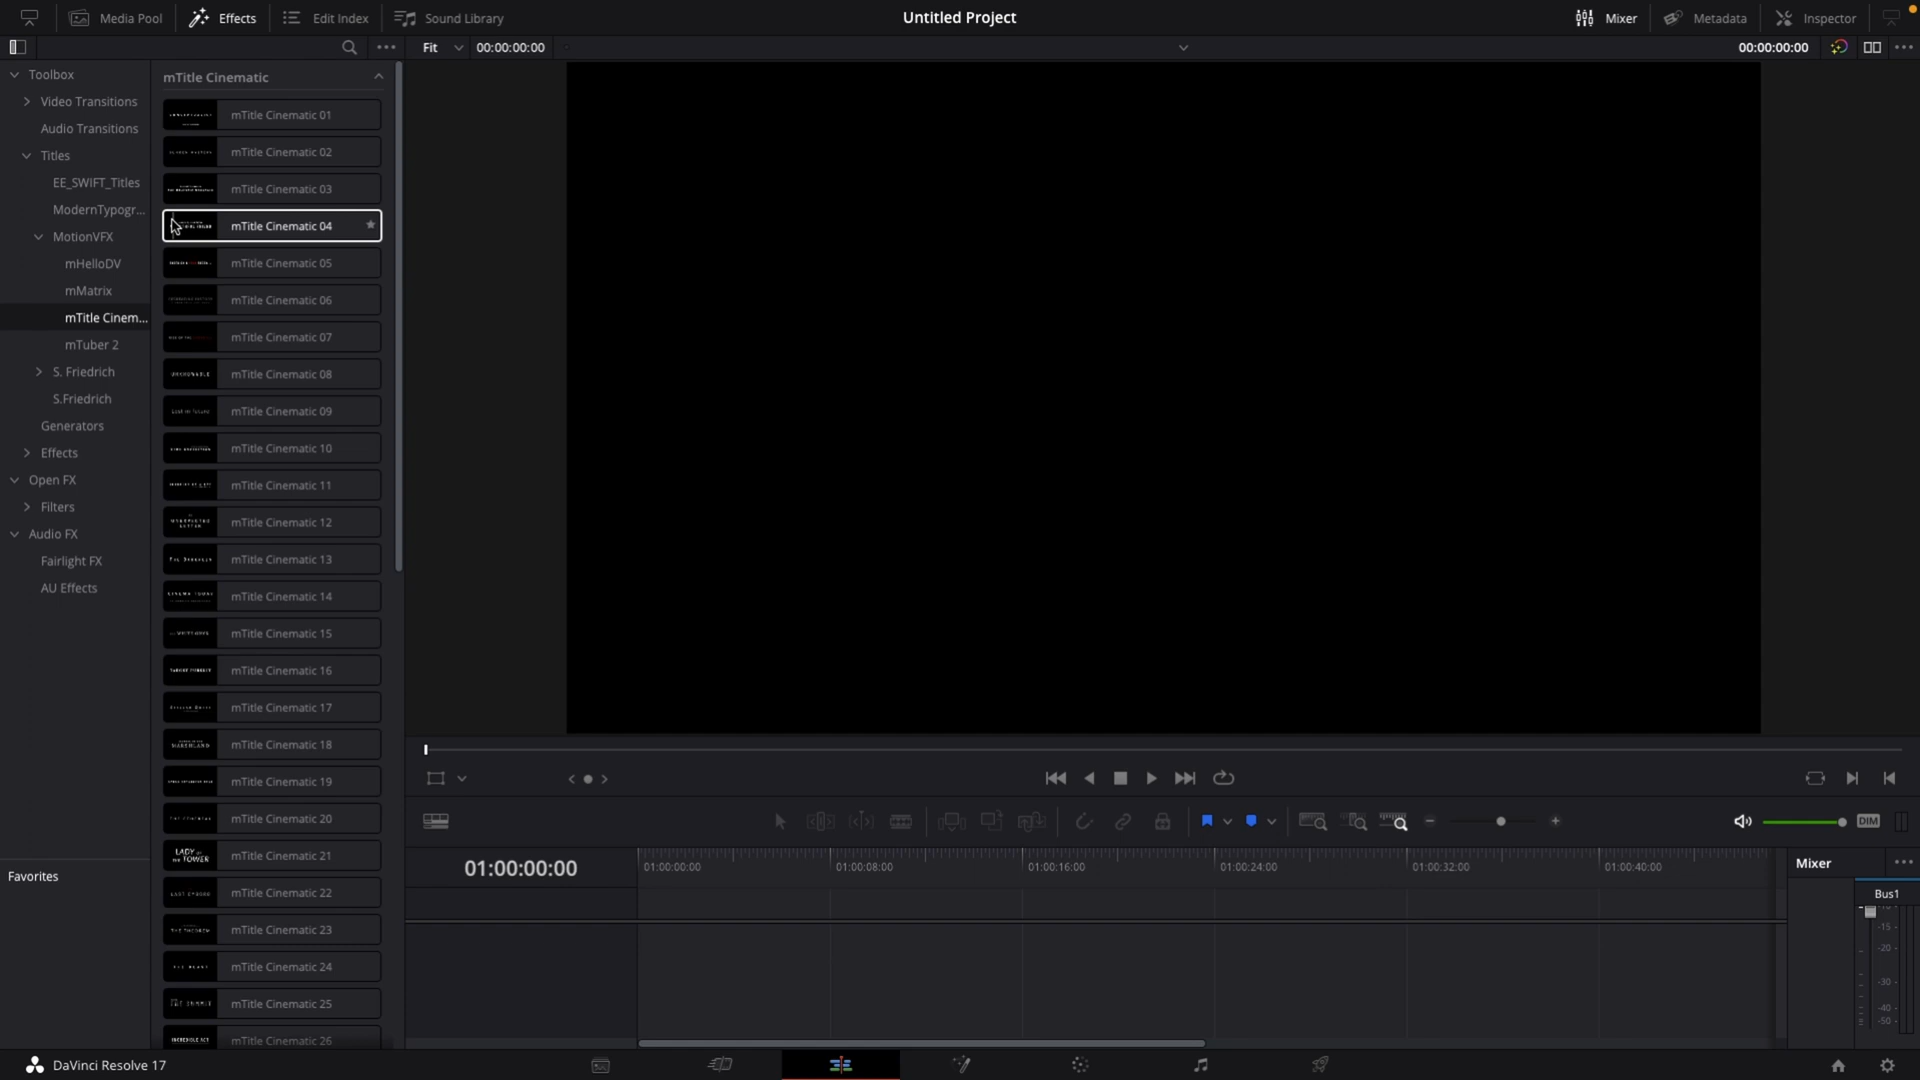 Media Pool
Effects
Edit Index
Sound Library
Untitled Project
Mixer
Metadata
Inspector
Fit
00:00:00:00
00:00:00:00
Toolbox
Video Transitions
Audio Transitions
Titles
EE_SWIFT_Titles
ModernTypogr...
MotionVFX
mHelloDV
mMatrix
mTitle Cinem...
mTuber 2
S. Friedrich
S.Friedrich
Generators
Effects
Open FX
Filters
Audio FX
Fairlight FX
AU Effects
Favorites
mTitle Cinematic
mTitle Cinematic 01
mTitle Cinematic 02
mTitle Cinematic 03
mTitle Cinematic 04
mTitle Cinematic 05
mTitle Cinematic 06
mTitle Cinematic 07
mTitle Cinematic 08
mTitle Cinematic 09
mTitle Cinematic 10
mTitle Cinematic 11
mTitle Cinematic 12
mTitle Cinematic 13
mTitle Cinematic 14
mTitle Cinematic 15
mTitle Cinematic 16
mTitle Cinematic 17
mTitle Cinematic 18
mTitle Cinematic 19
mTitle Cinematic 20
LADY OF
THE TOWER
mTitle Cinematic 21
mTitle Cinematic 22
mTitle Cinematic 23
mTitle Cinematic 24
mTitle Cinematic 25
mTitle Cinematic 26
DIM
01:00:00:00
01:00:00:00
01:00:08:00
01:00:16:00
01:00:24:00
01:00:32:00
01:00:40:00
Mixer
Bus1
-15
-20
-30
-40
-50
DaVinci Resolve 17